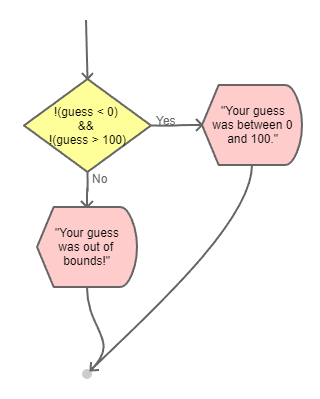 !(guess < 0)
&&
!(guess > 100)
Yes
"Your guess
was between 0
and 100."
No
"Your guess
was out of
bounds!"